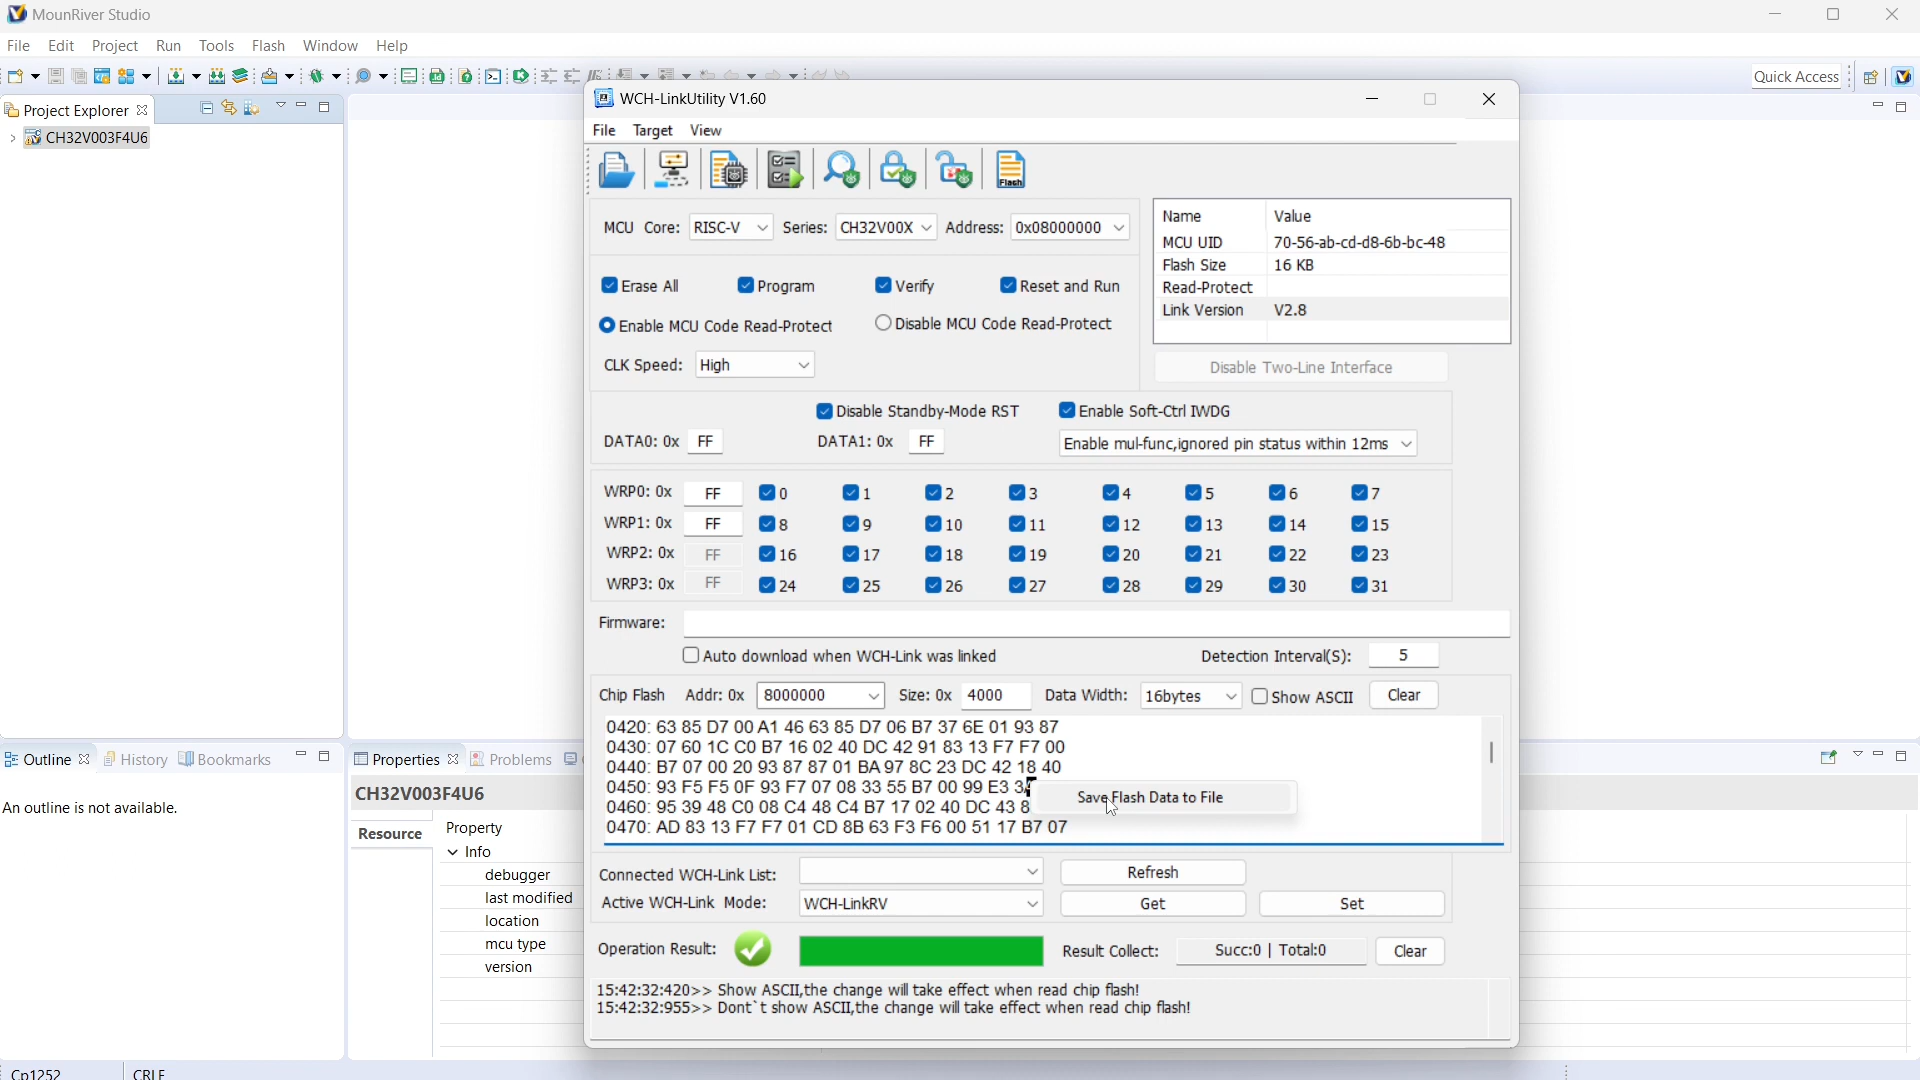 MounRiver Studio
File Edit Project Run Tools Flash Window Help
Quick Access
Project Explorer
CH32V003F4U6
WCH-LinkUtility V1.60
File Target View
Flash
MCU Core: RISC-V Series: CH32V00X Address: 0x08000000
Name Value
MCU UID 70-56-ab-cd-d8-6b-bc-48
Flash Size 16 KB
Read-Protect
Link Version V2.8
Erase All Program Verify Reset and Run
Enable MCU Code Read-Protect Disable MCU Code Read-Protect
CLK Speed: High
Disable Two-Line Interface
Disable Standby-Mode RST Enable Soft-Ctrl IWDG
DATA0: 0x FF DATA1: 0x FF Enable mul-func,ignored pin status within 12ms
WRP0: 0x FF 0 1 2 3 4 5 6 7
WRP1: 0x FF 8 9 10 11 12 13 14 15
WRP2: 0x FF 16 17 18 19 20 21 22 23
WRP3: 0x FF 24 25 26 27 28 29 30 31
Firmware:
Auto download when WCH-Link was linked Detection Interval(S): 5
Chip Flash Addr: 0x 8000000 Size: 0x 4000 Data Width: 16bytes Show ASCII Clear
0420: 63 85 D7 00 A1 46 63 85 D7 06 B7 37 6E 01 93 87
0430: 07 60 1C C0 B7 16 02 40 DC 42 91 83 13 F7 F7 00
0440: B7 07 00 20 93 87 87 01 BA 97 8C 23 DC 42 18 40
0450: 93 F5 F5 0F 93 F7 07 08 33 55 B7 00 99 E3
0460: 95 39 48 C0 08 C4 48 C4 B7 17 02 40 DC 43
0470: AD 83 13 F7 F7 01 CD 8B 63 F3 F6 00 51 17 B7 07
Save Flash Data to File
Connected WCH-Link List: Refresh
Active WCH-Link Mode: WCH-LinkRV Get Set
Operation Result: Result Collect: Succ:0 | Total:0 Clear
15:42:32:420>> Show ASCII,the change will take effect when read chip flash!
15:42:32:955>> Dont`t show ASCII,the change will take effect when read chip flash!
Outline History Bookmarks
An outline is not available.
Properties Problems
CH32V003F4U6
Resource
Property
Info
debugger
last modified
location
mcu type
version
Cp1252 CRLF